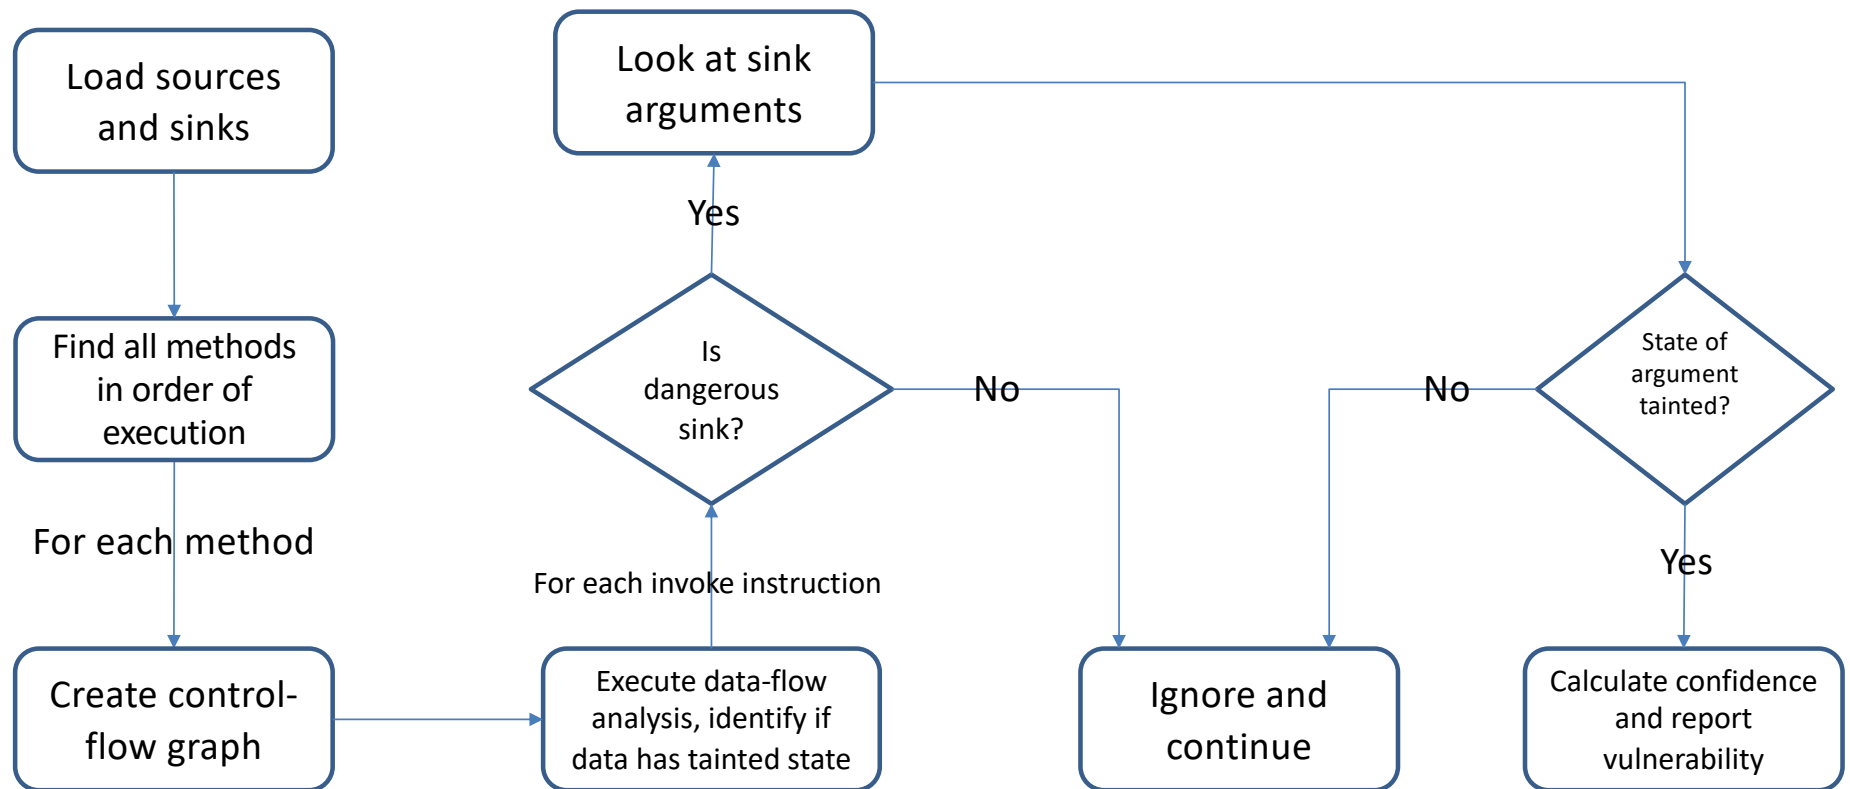 Load sources
and sinks
Find all methods
in order of
execution
For each method
Create control-
flow graph
Execute data-flow
analysis, identify if
data has tainted state
For each invoke instruction
Is
dangerous
sink?
Yes
Look at sink
arguments
No
State of
argument
tainted?
No
Ignore and
continue
Yes
Calculate confidence
and report
vulnerability